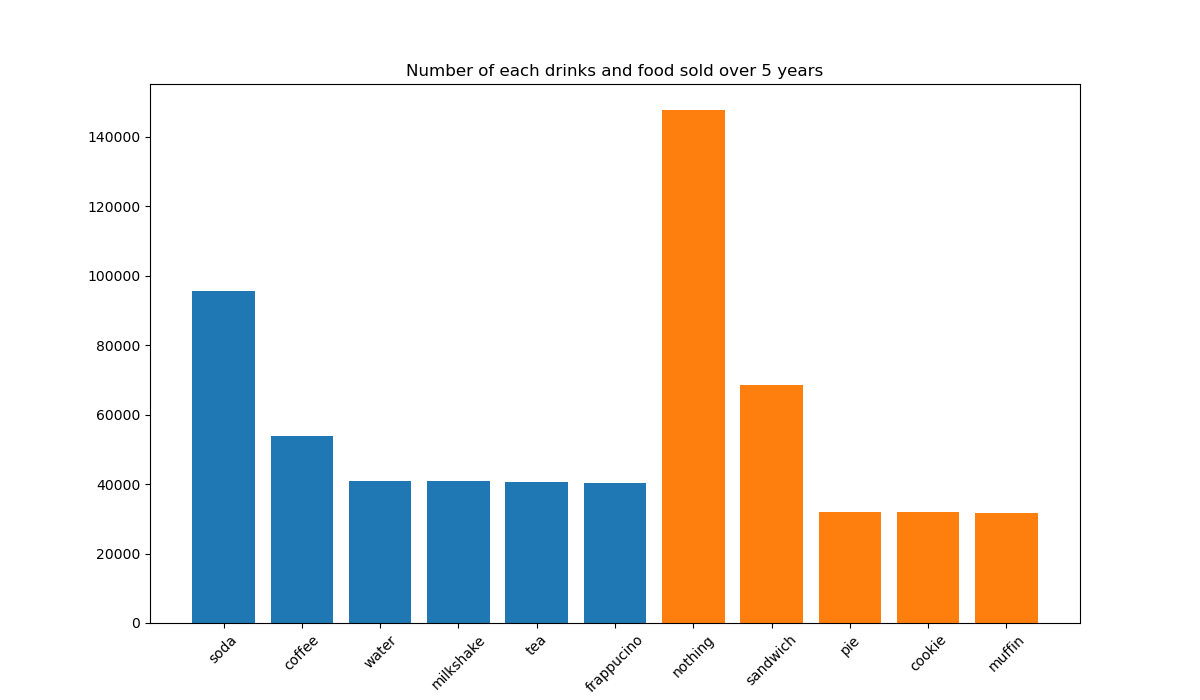 Number of each drinks and food sold over 5 years
140000
120000
100000
80000
60000
40000
20000
0
soda
coffee
water
milkshake
tea
frappucino
nothing
sandwich
pie
cookie
muffin